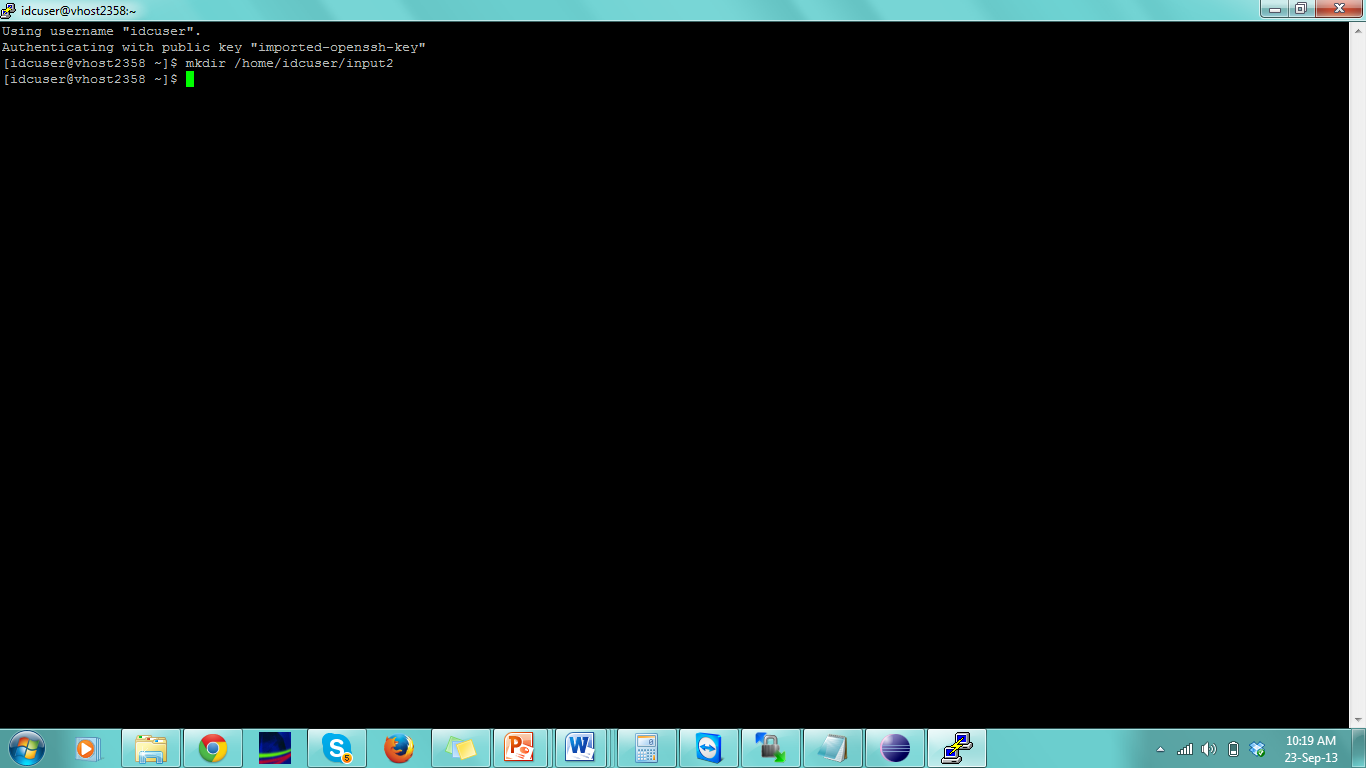 idcuser@vhost2358:~
Using username "idcuser".
Authenticating with public key "imported-openssh-key"
[idcuser@vhost2358 ~]$ mkdir /home/idcuser/input2
[idcuser@vhost2358 ~]$
S 5
P
W
10:19 AM
23-Sep-13